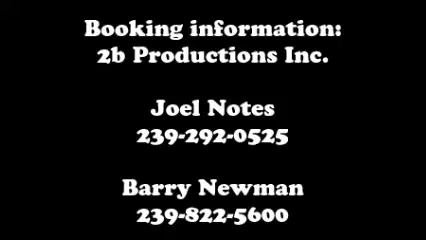 Booking information:
2b Productions Inc.
Joel Notes
239-292-0525
Barry Newman
239-822-5600